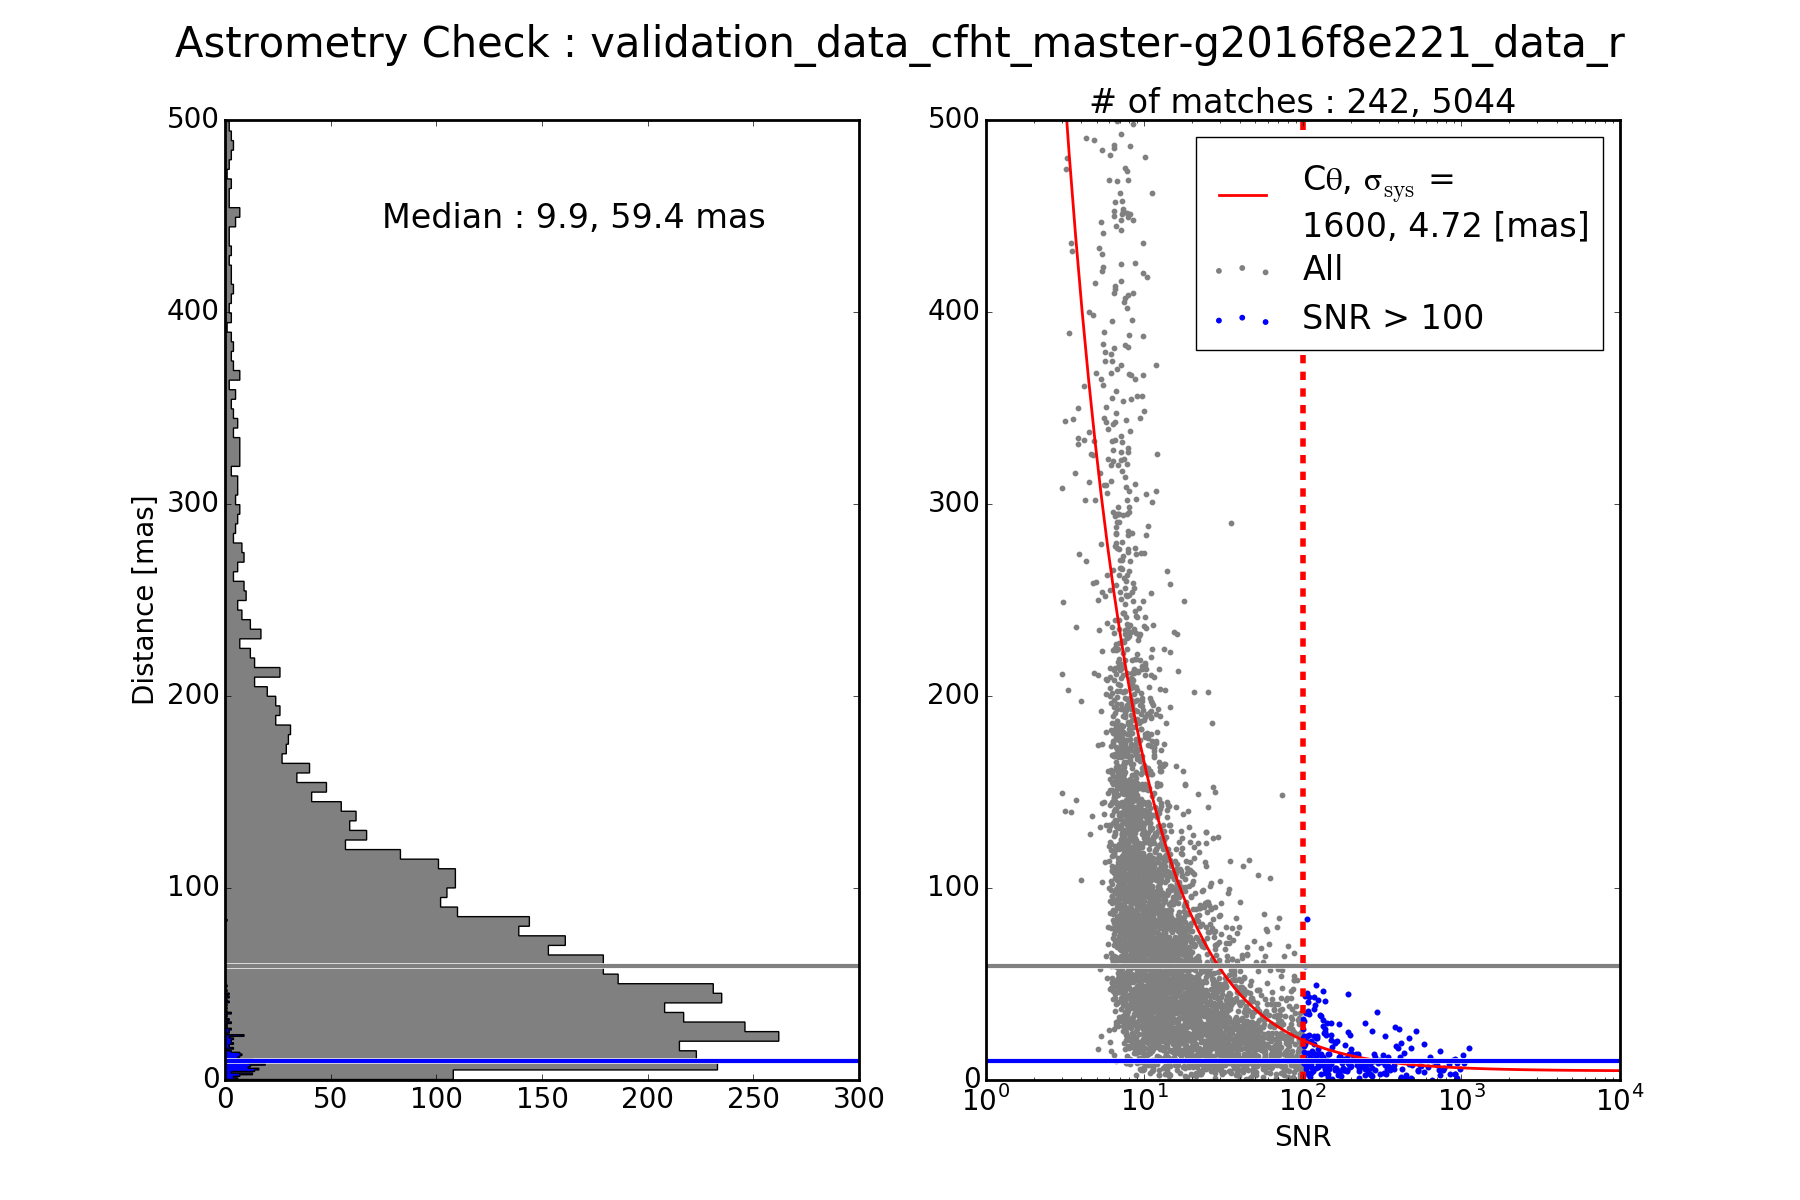 Astrometry Check : validation_data_cfht_master-g2016f8e221_data_r
Median : 9.9, 59.4 mas
Distance [mas]
500
400
300
200
100
0
0 50 100 150 200 250 300
# of matches : 242, 5044
Cθ, σsys =
1600, 4.72 [mas]
All
SNR > 100
500
400
300
200
100
0
10^0 10^1 10^2 10^3 10^4
SNR